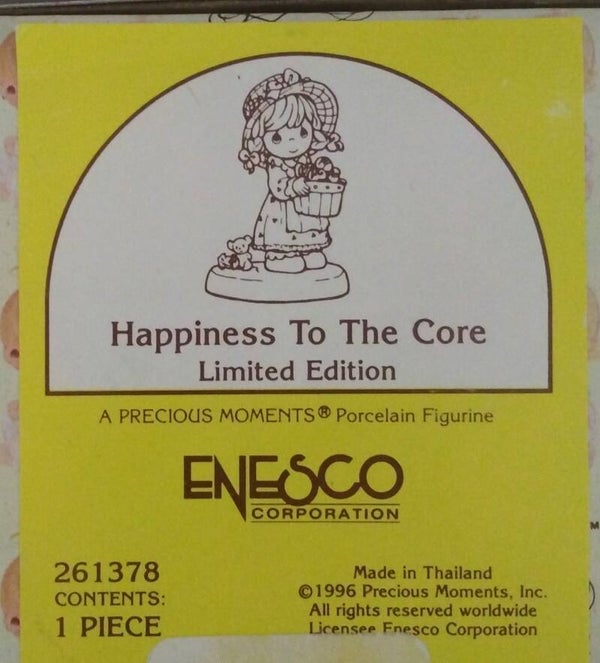 Happiness To The Core
Limited Edition
A PRECIOUS MOMENTS® Porcelain Figurine
ENESCO
CORPORATION
261378
CONTENTS:
1 PIECE
Made in Thailand
©1996 Precious Moments, Inc.
All rights reserved worldwide
Licensee Enesco Corporation
M